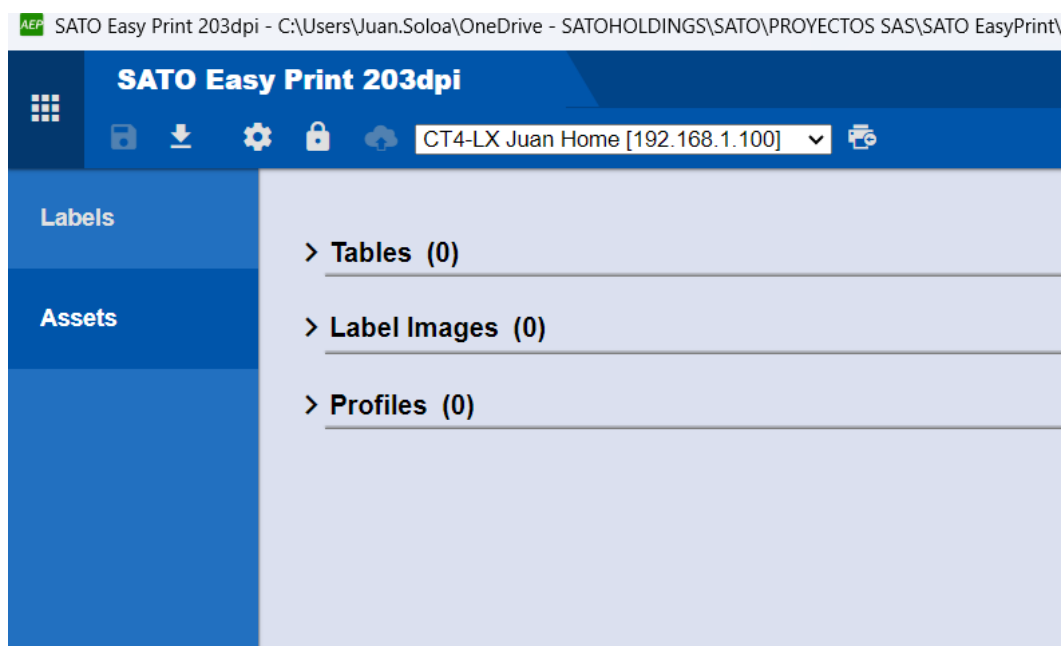 AEP SATO Easy Print 203dpi - C:\Users\Juan.Soloa\OneDrive - SATOHOLDINGS\SATO\PROYECTOS SAS\SATO EasyPrint\
SATO Easy Print 203dpi
CT4-LX Juan Home [192.168.1.100]
Labels
Tables (0)
Assets
Label Images (0)
Profiles (0)